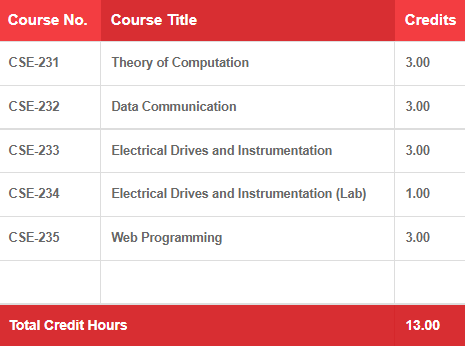 Course No. Course Title Credits
CSE-231 Theory of Computation 3.00
CSE-232 Data Communication 3.00
CSE-233 Electrical Drives and Instrumentation 3.00
CSE-234 Electrical Drives and Instrumentation (Lab) 1.00
CSE-235 Web Programming 3.00
Total Credit Hours 13.00